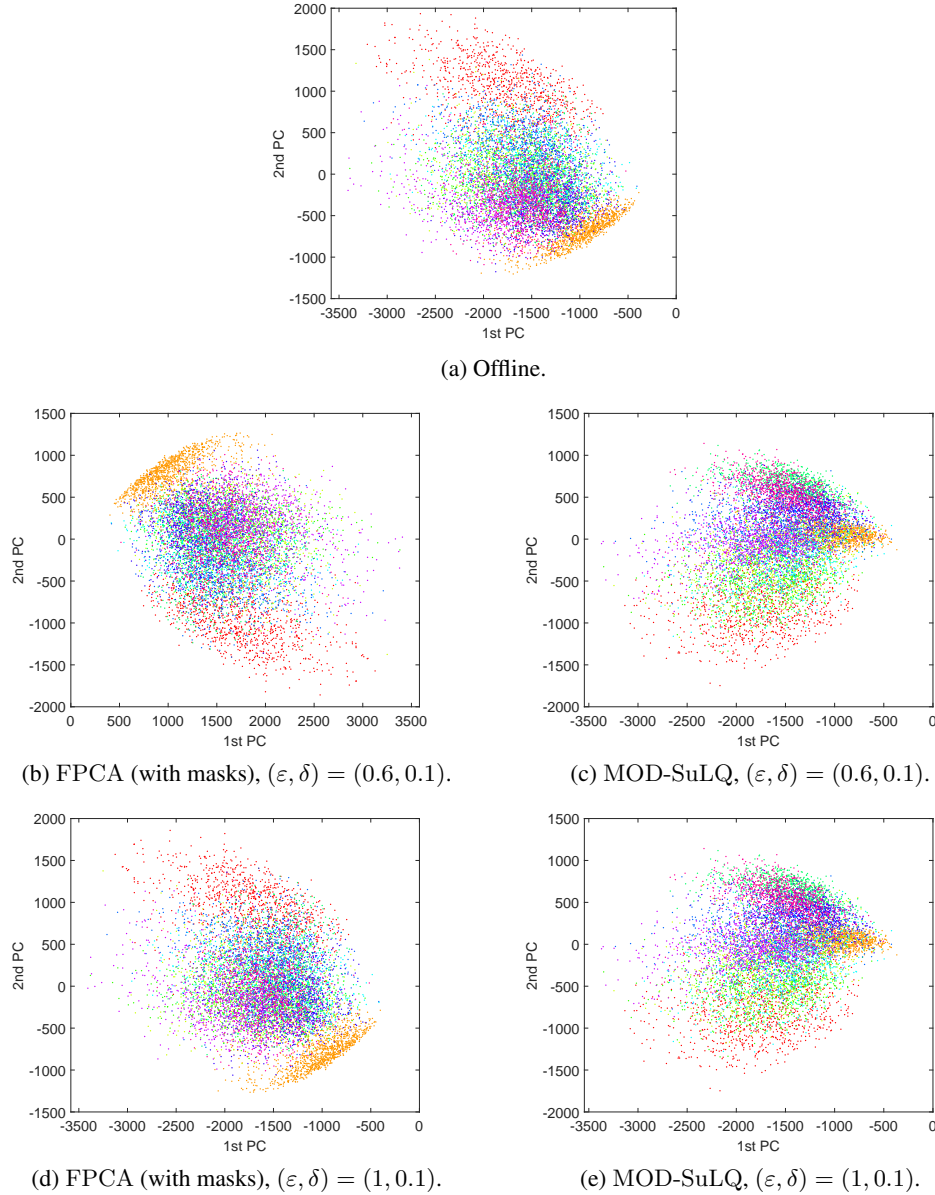 2000
1500
1000
500
0
-500
-1000
-1500
2nd PC
-3500 -3000 -2500 -2000 -1500 -1000 -500 0
1st PC
(a) Offline.
1500
1000
500
0
-500
-1000
-1500
-2000
2nd PC
0 500 1000 1500 2000 2500 3000 3500
1st PC
(b) FPCA (with masks), (ε, δ) = (0.6, 0.1).
1500
1000
500
0
-500
-1000
-1500
-2000
2nd PC
-3500 -3000 -2500 -2000 -1500 -1000 -500 0
1st PC
(c) MOD-SuLQ, (ε, δ) = (0.6, 0.1).
2000
1500
1000
500
0
-500
-1000
-1500
2nd PC
-3500 -3000 -2500 -2000 -1500 -1000 -500 0
1st PC
(d) FPCA (with masks), (ε, δ) = (1, 0.1).
1500
1000
500
0
-500
-1000
-1500
-2000
2nd PC
-3500 -3000 -2500 -2000 -1500 -1000 -500 0
1st PC
(e) MOD-SuLQ, (ε, δ) = (1, 0.1).